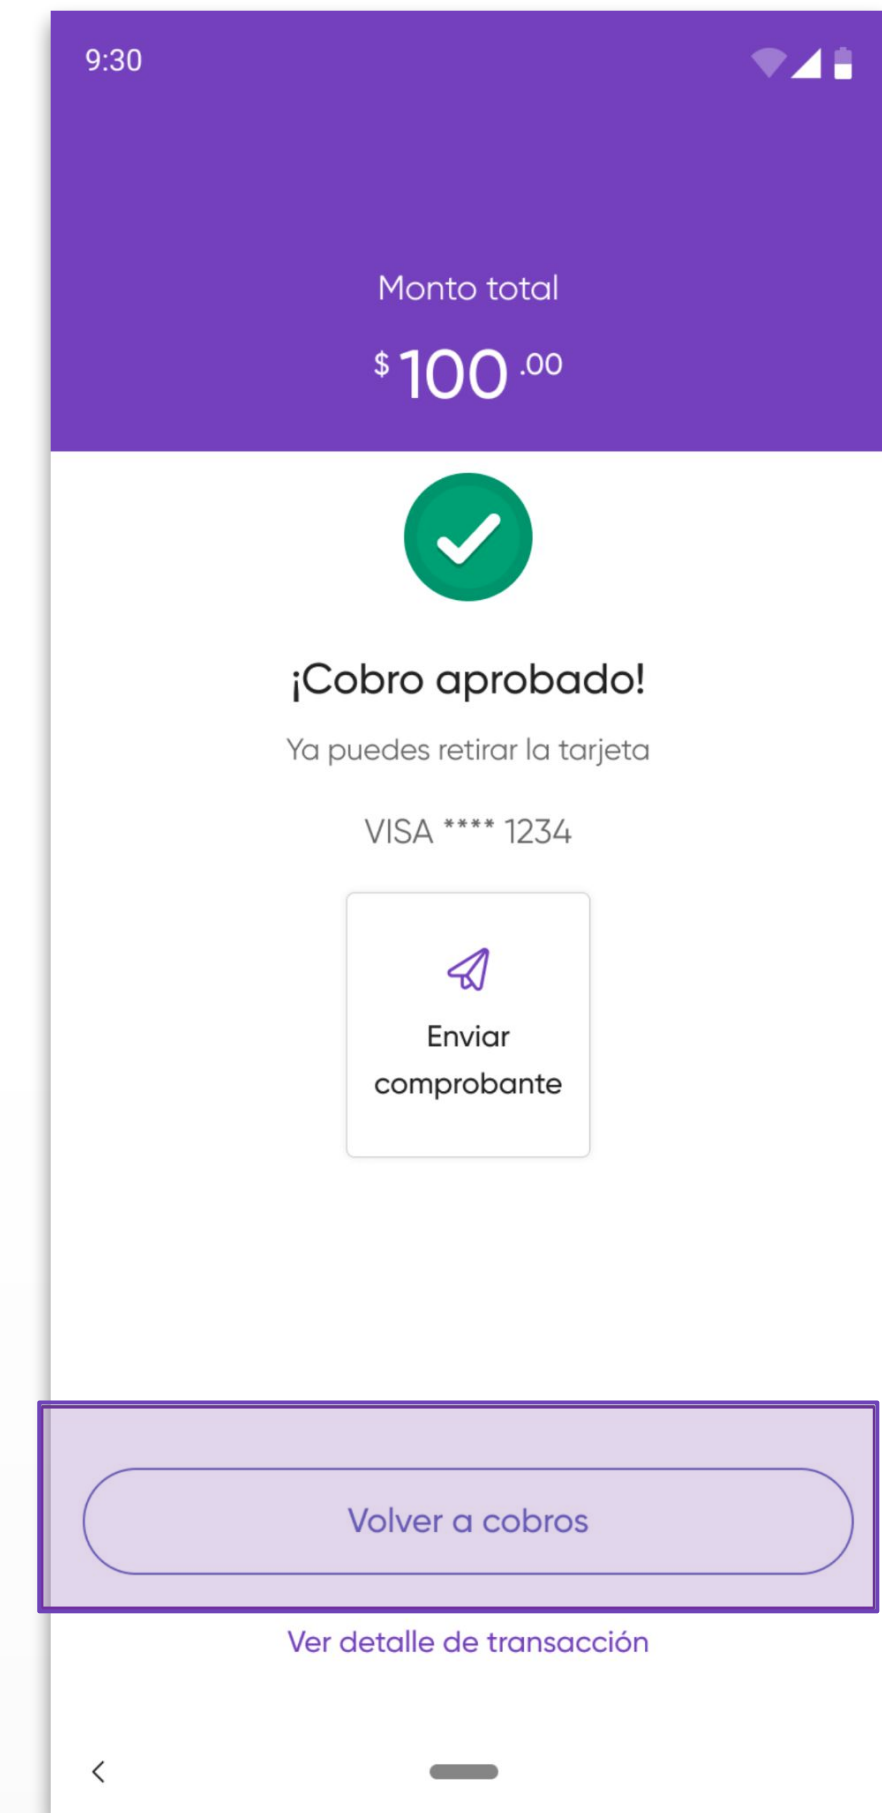 9:30
Monto total
$ 100 .00
¡Cobro aprobado!
Ya puedes retirar la tarjeta
VISA **** 1234
Enviar
comprobante
Volver a cobros
Ver detalle de transacción